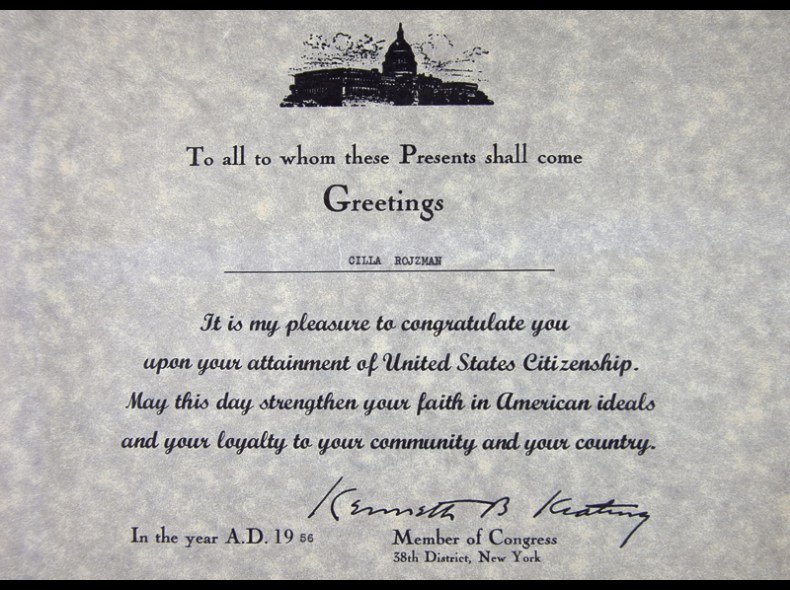 To all to whom these Presents shall come
Greetings
CILLA ROJZMAN
It is my pleasure to congratulate you
upon your attainment of United States Citizenship.
May this day strengthen your faith in American ideals
and your loyalty to your community and your country.
Kenneth B Keating
In the year A.D. 19 56 Member of Congress
38th District, New York